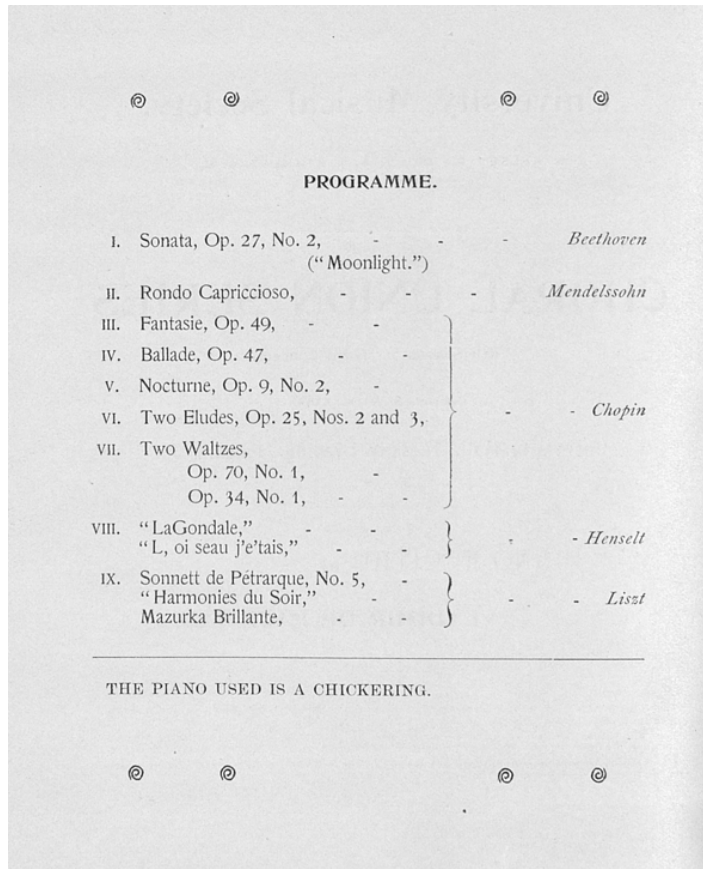 PROGRAMME.
I. Sonata, Op. 27, No. 2, - - - Beethoven
("Moonlight.")
II. Rondo Capriccioso, - - - Mendelssohn
III. Fantasie, Op. 49, - -
IV. Ballade, Op. 47, - -
V. Nocturne, Op. 9, No. 2, -
VI. Two Eludes, Op. 25, Nos. 2 and 3, - - Chopin
VII. Two Waltzes,
Op. 70, No. 1, -
Op. 34, No. 1, - -
VIII. "LaGondale," - - -
"L, oi seau j'e'tais," - - - - Henselt
IX. Sonnett de Pétrarque, No. 5, -
"Harmonies du Soir," - - - Liszt
Mazurka Brillante, - -
THE PIANO USED IS A CHICKERING.